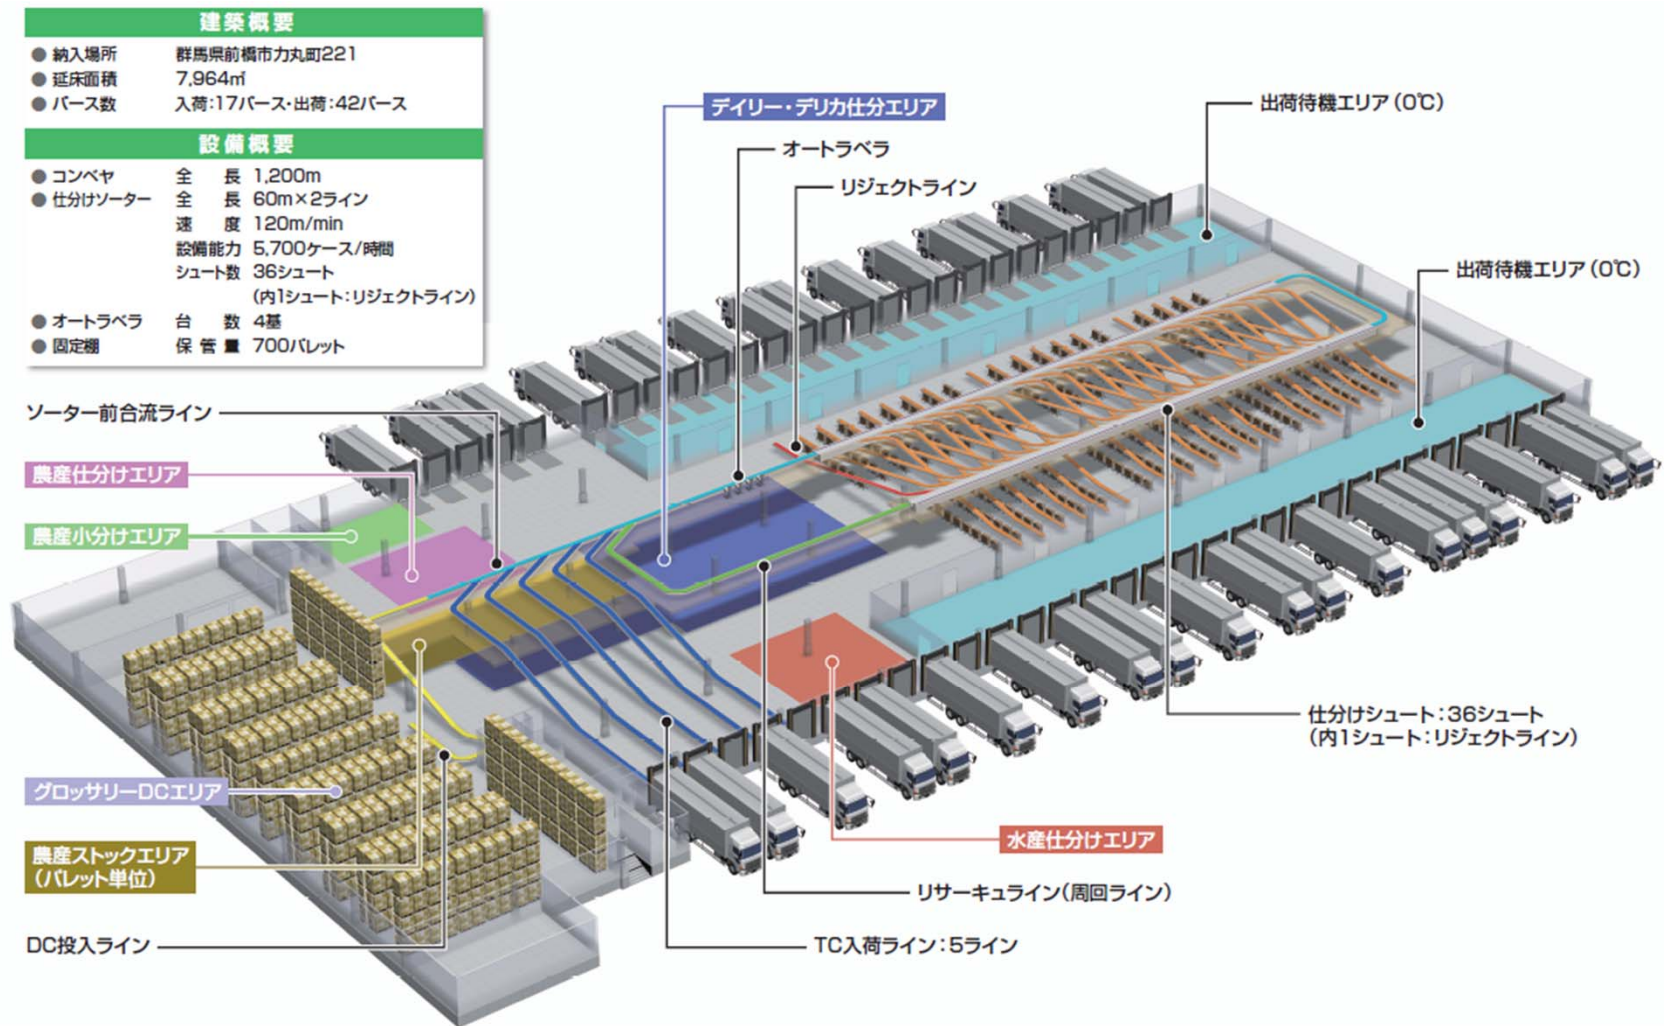 建築概要
● 納入場所 群馬県前橋市力丸町221
● 延床面積 7,964㎡
● バース数 入荷:17バース・出荷:42バース
設備概要
● コンベヤ 全長 1,200m
● 仕分けソーター 全長 60m×2ライン
速度 120m/min
設備能力 5,700ケース/時間
シュート数 36シュート
(内1シュート:リジェクトライン)
● オートラベラ 台数 4基
● 固定棚 保管量 700パレット
デイリー・デリカ仕分エリア
オートラベラ
リジェクトライン
出荷待機エリア(0℃)
出荷待機エリア(0℃)
ソーター前合流ライン
農産仕分けエリア
農産小分けエリア
グロッサリーDCエリア
農産ストックエリア
(パレット単位)
DC投入ライン
仕分けシュート:36シュート
(内1シュート:リジェクトライン)
水産仕分けエリア
リサーキュライン(周回ライン)
TC入荷ライン:5ライン